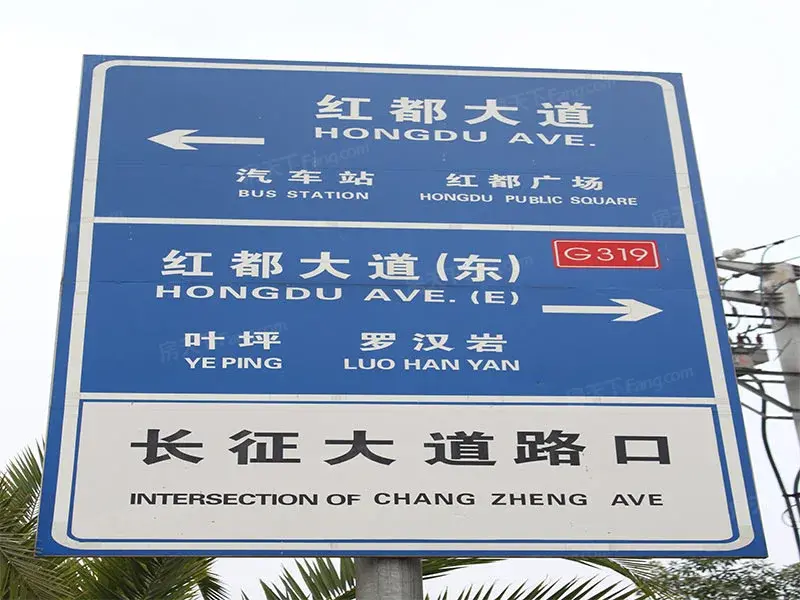 红都大道
HONGDU AVE.
汽车站 红都广场
BUS STATION HONGDU PUBLIC SQUARE
红都大道(东) G319
HONGDU AVE. (E)
叶坪 罗汉岩
YE PING LUO HAN YAN
长征大道路口
INTERSECTION OF CHANG ZHENG AVE